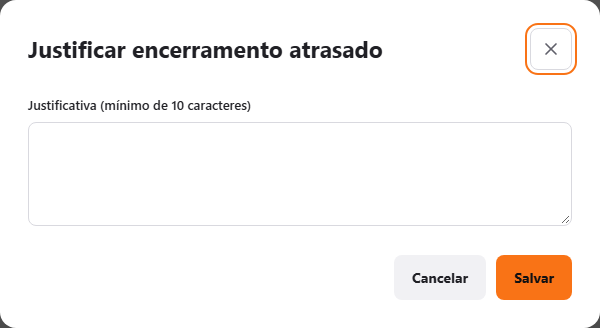 Justificar encerramento atrasado
Justificativa (mínimo de 10 caracteres)
Cancelar
Salvar